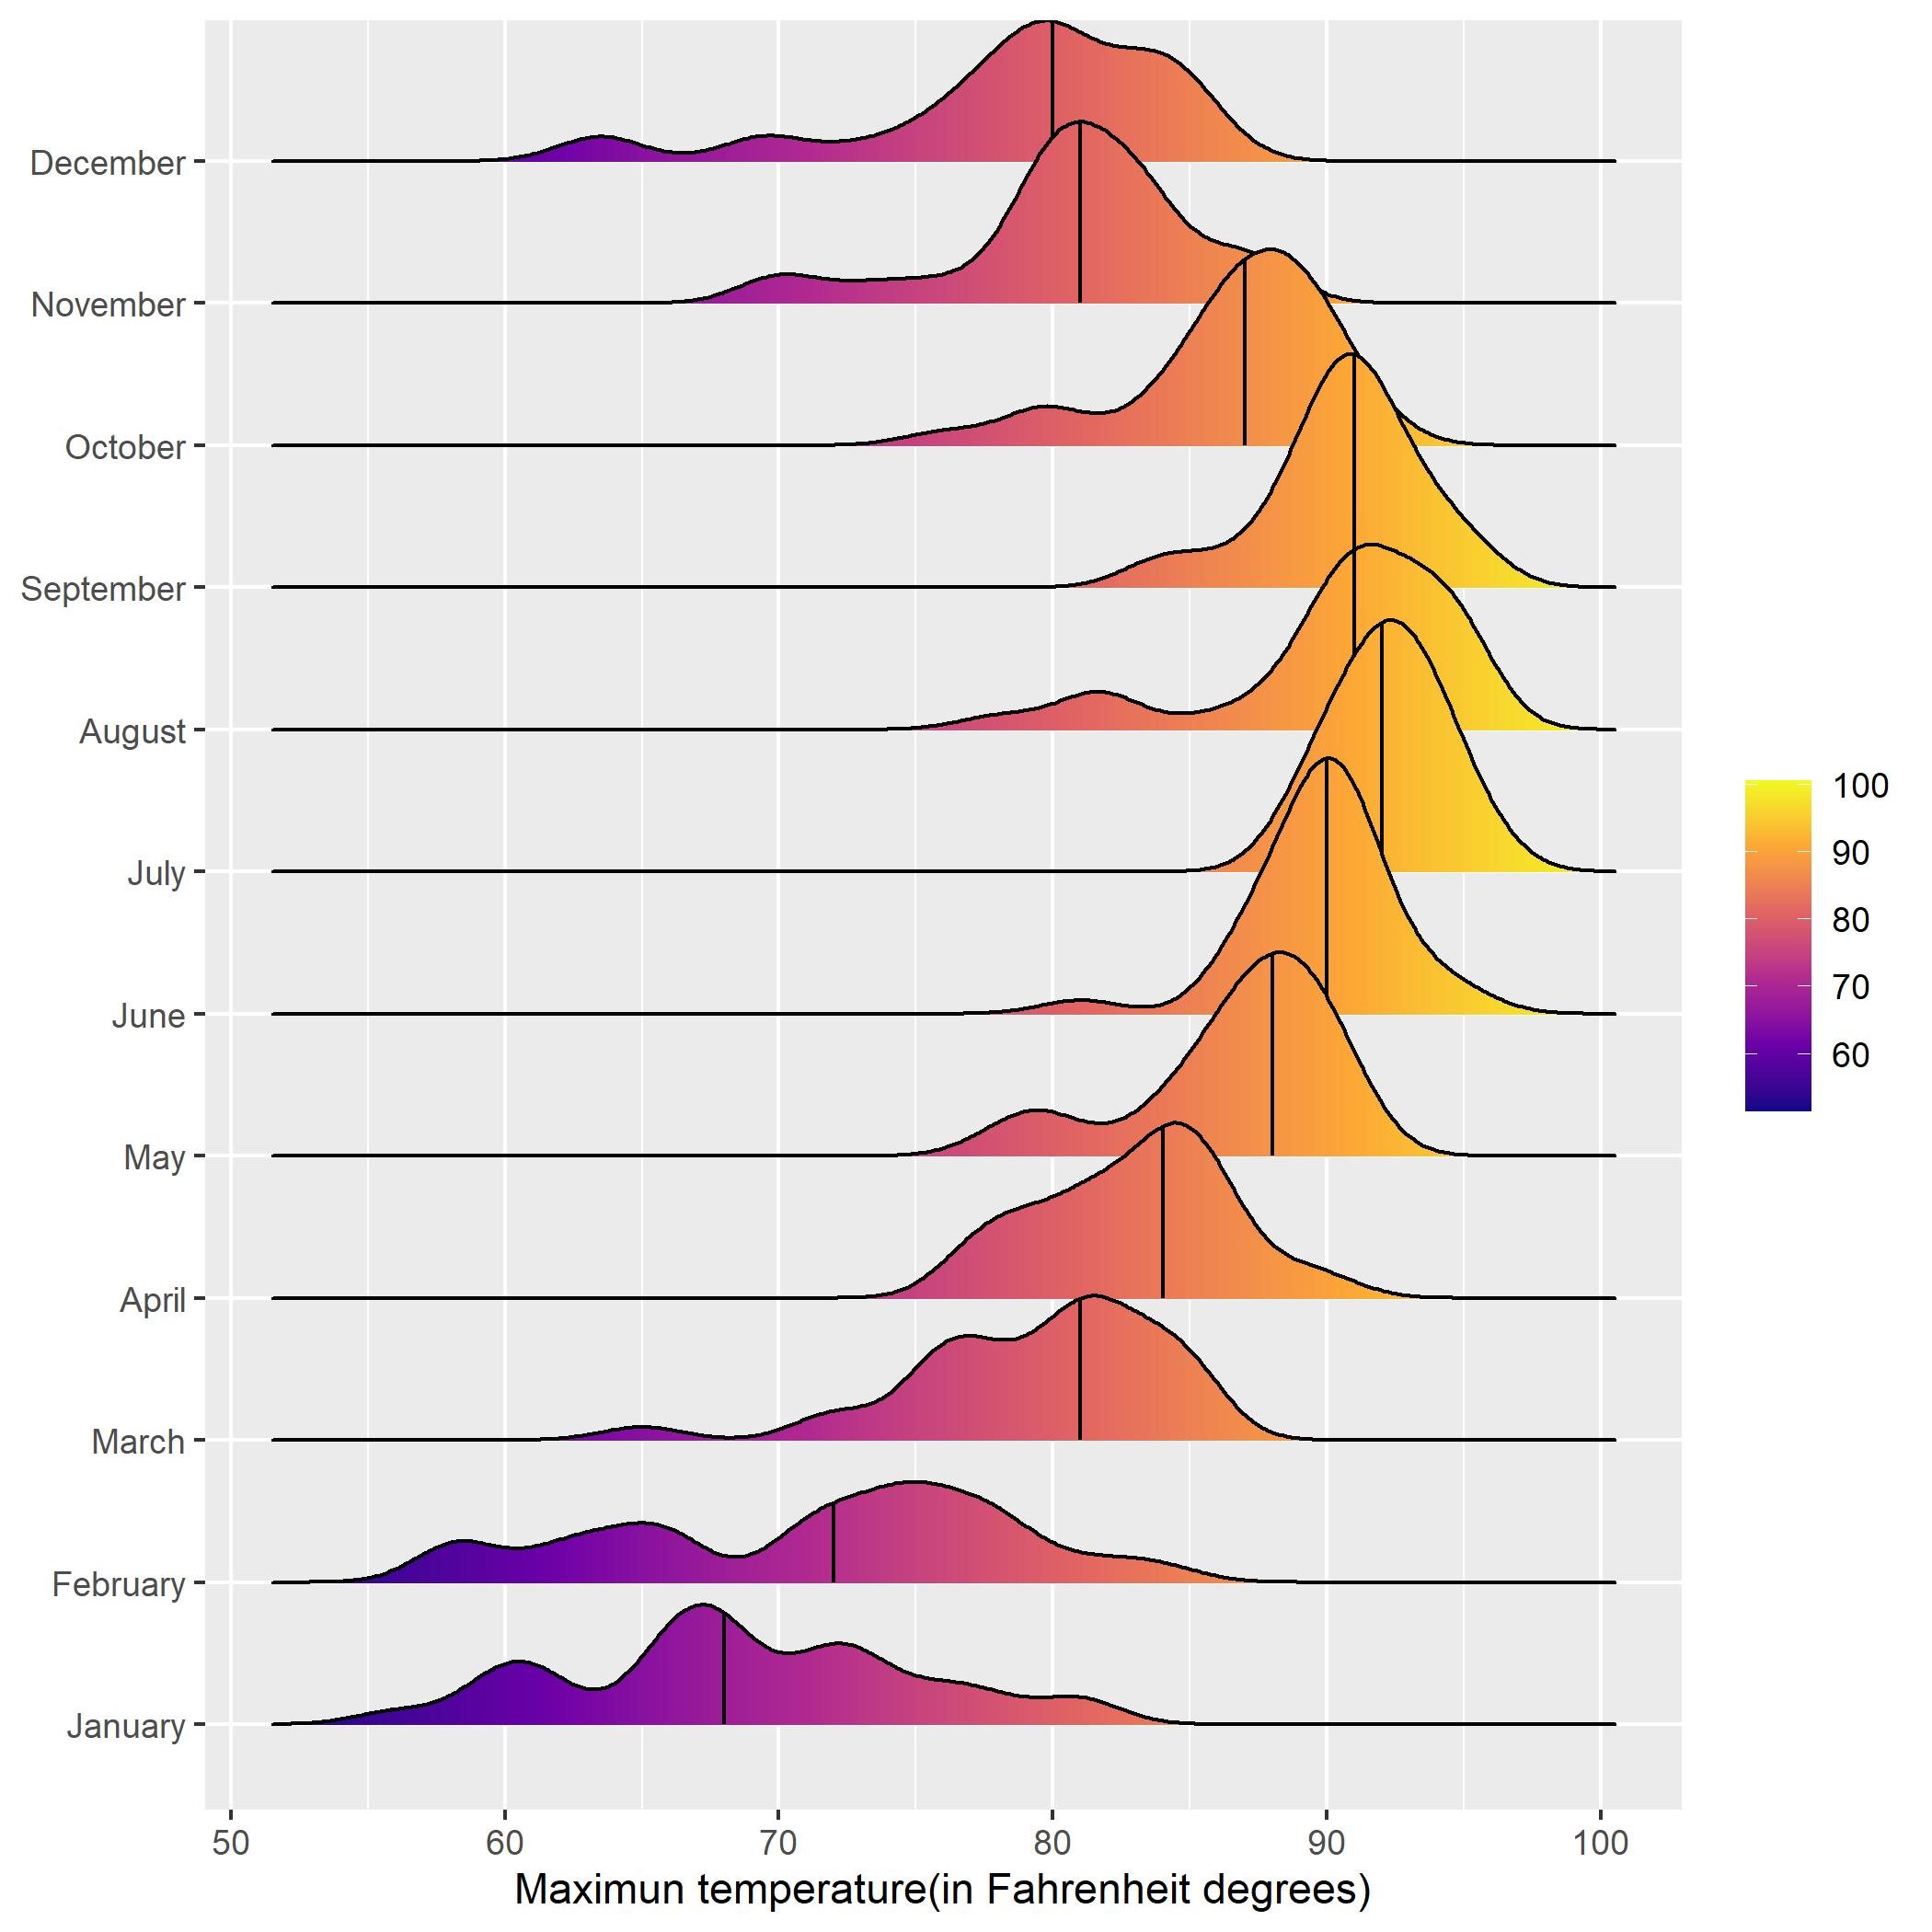 December
November
October
September
August
July
June
May
April
March
February
January
50 60 70 80 90 100
Maximun temperature(in Fahrenheit degrees)
100
90
80
70
60